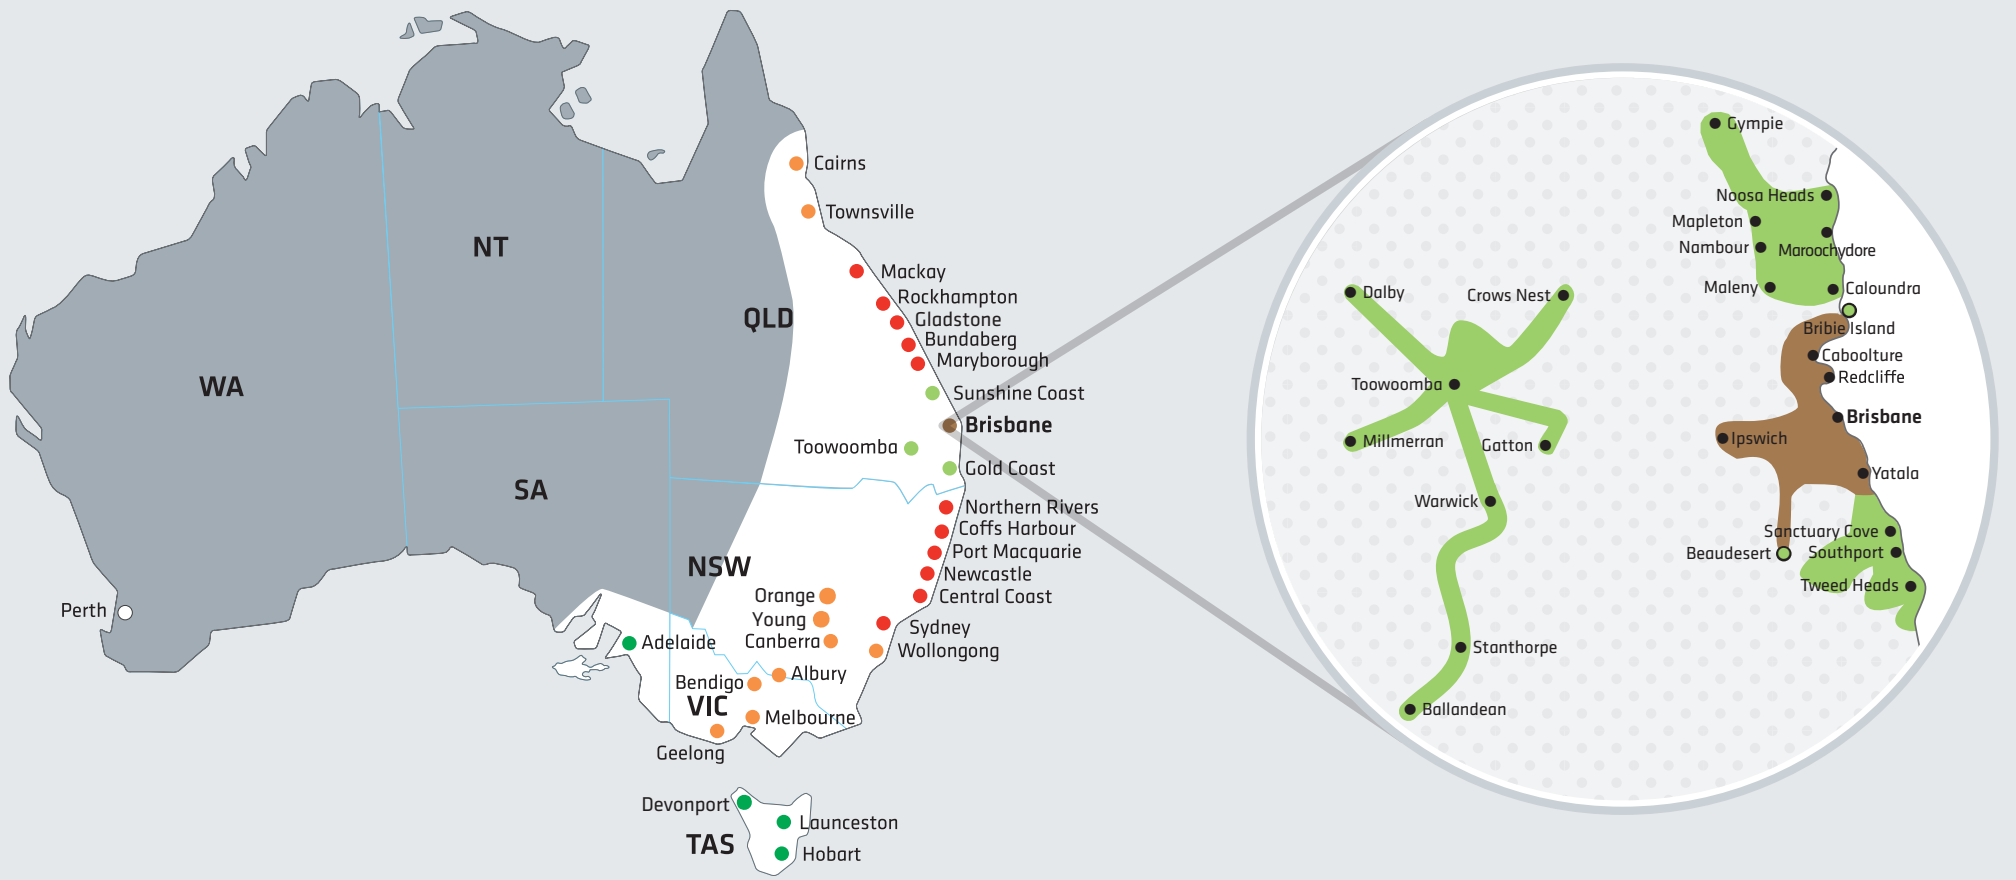 WA
NT
SA
QLD
NSW
VIC
TAS
Perth
Cairns
Townsville
Mackay
Rockhampton
Gladstone
Bundaberg
Maryborough
Sunshine Coast
Brisbane
Toowoomba
Gold Coast
Northern Rivers
Coffs Harbour
Port Macquarie
Newcastle
Central Coast
Orange
Young
Canberra
Sydney
Wollongong
Adelaide
Albury
Bendigo
Melbourne
Geelong
Devonport
Launceston
Hobart
Dalby
Crows Nest
Toowoomba
Millmerran
Gatton
Warwick
Stanthorpe
Ballandean
Gympie
Noosa Heads
Mapleton
Nambour
Maroochydore
Maleny
Caloundra
Bribie Island
Caboolture
Redcliffe
Brisbane
Ipswich
Yatala
Sanctuary Cove
Beaudesert
Southport
Tweed Heads